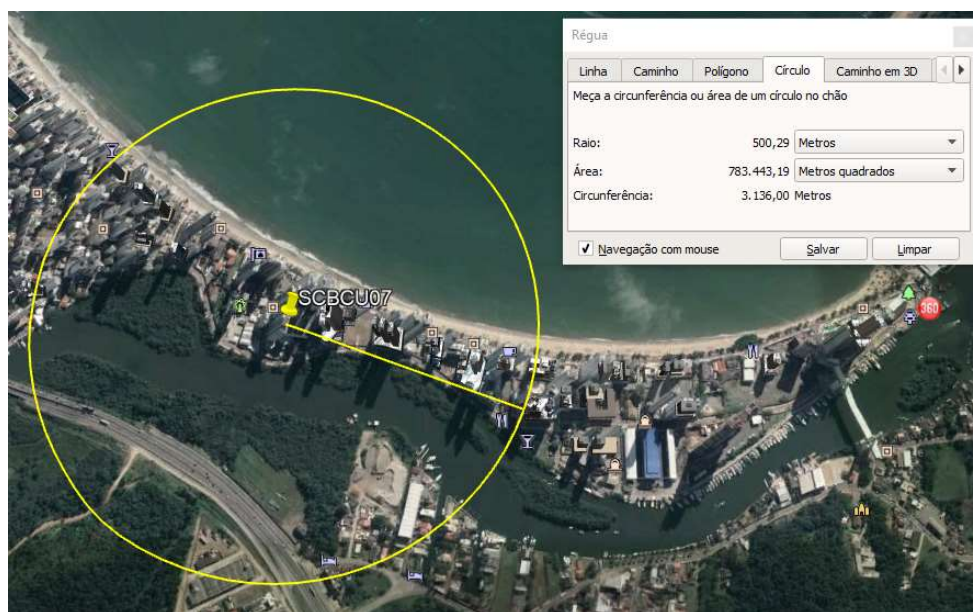 Régua
Linha Caminho Polígono Círculo Caminho em 3D
Meça a circunferência ou área de um círculo no chão
Raio: 500,29 Metros
Área: 783.443,19 Metros quadrados
Circunferência: 3.136,00 Metros
Navegação com mouse Salvar Limpar
SCBCU07
360